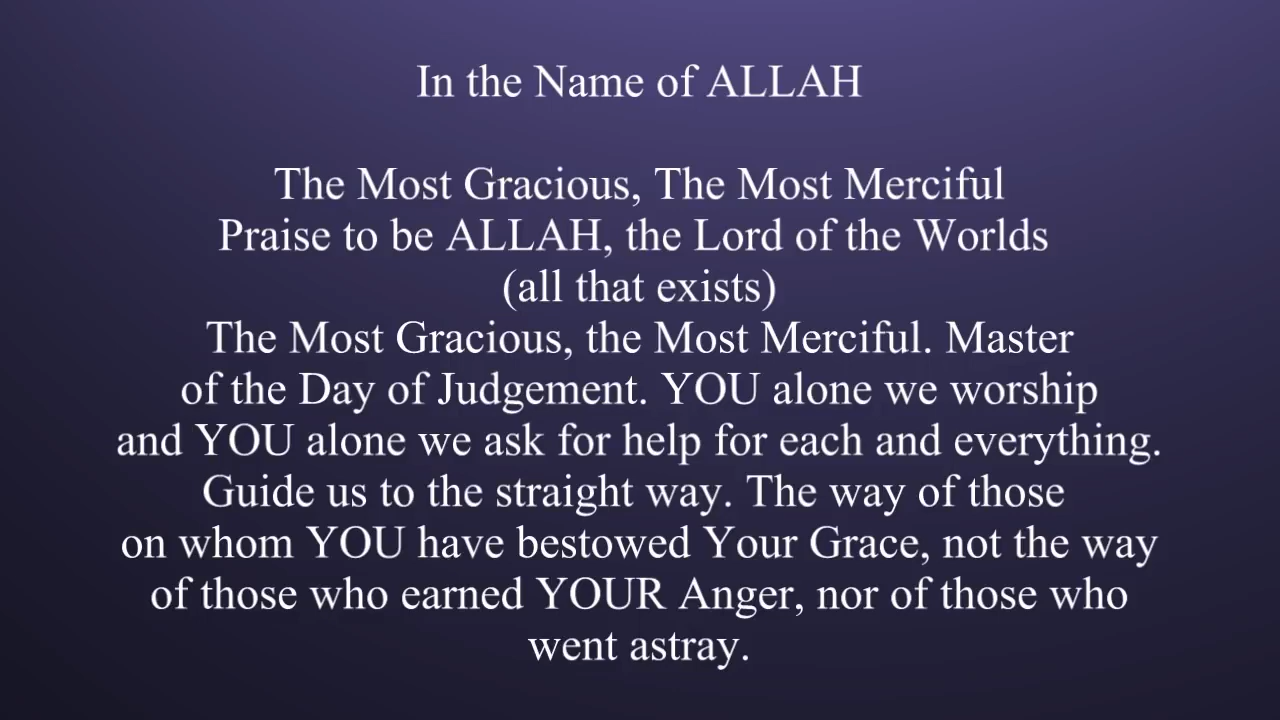 In the Name of ALLAH
The Most Gracious, The Most Merciful
Praise to be ALLAH, the Lord of the Worlds
(all that exists)
The Most Gracious, the Most Merciful. Master
of the Day of Judgement. YOU alone we worship
and YOU alone we ask for help for each and everything.
Guide us to the straight way. The way of those
on whom YOU have bestowed Your Grace, not the way
of those who earned YOUR Anger, nor of those who
went astray.